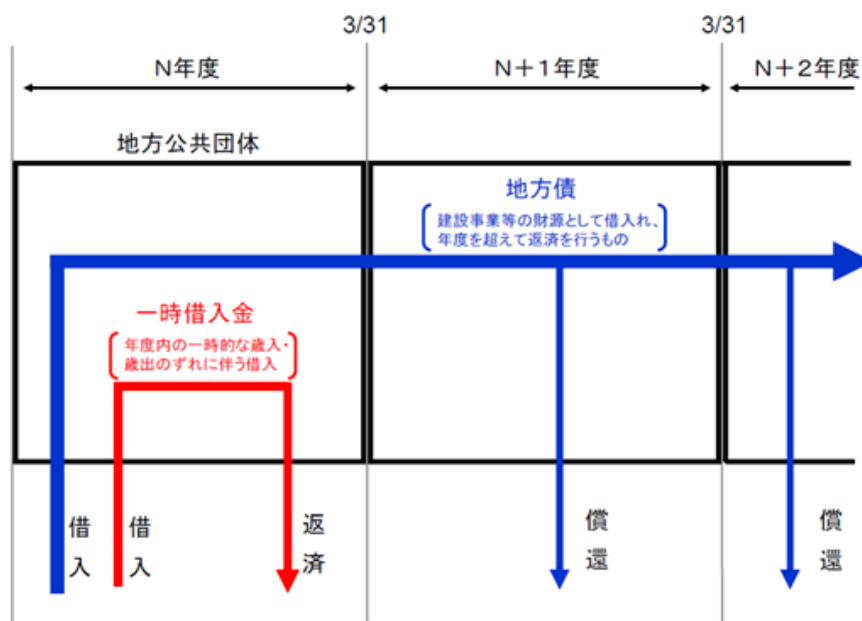 3/31
3/31
N年度
N+1年度
N+2年度
地方公共団体
地方債
建設事業等の財源として借入れ、
年度を超えて返済を行うもの
一時借入金
年度内の一時的な歳入・
歳出のずれに伴う借入
借入
借入
返済
償還
償還